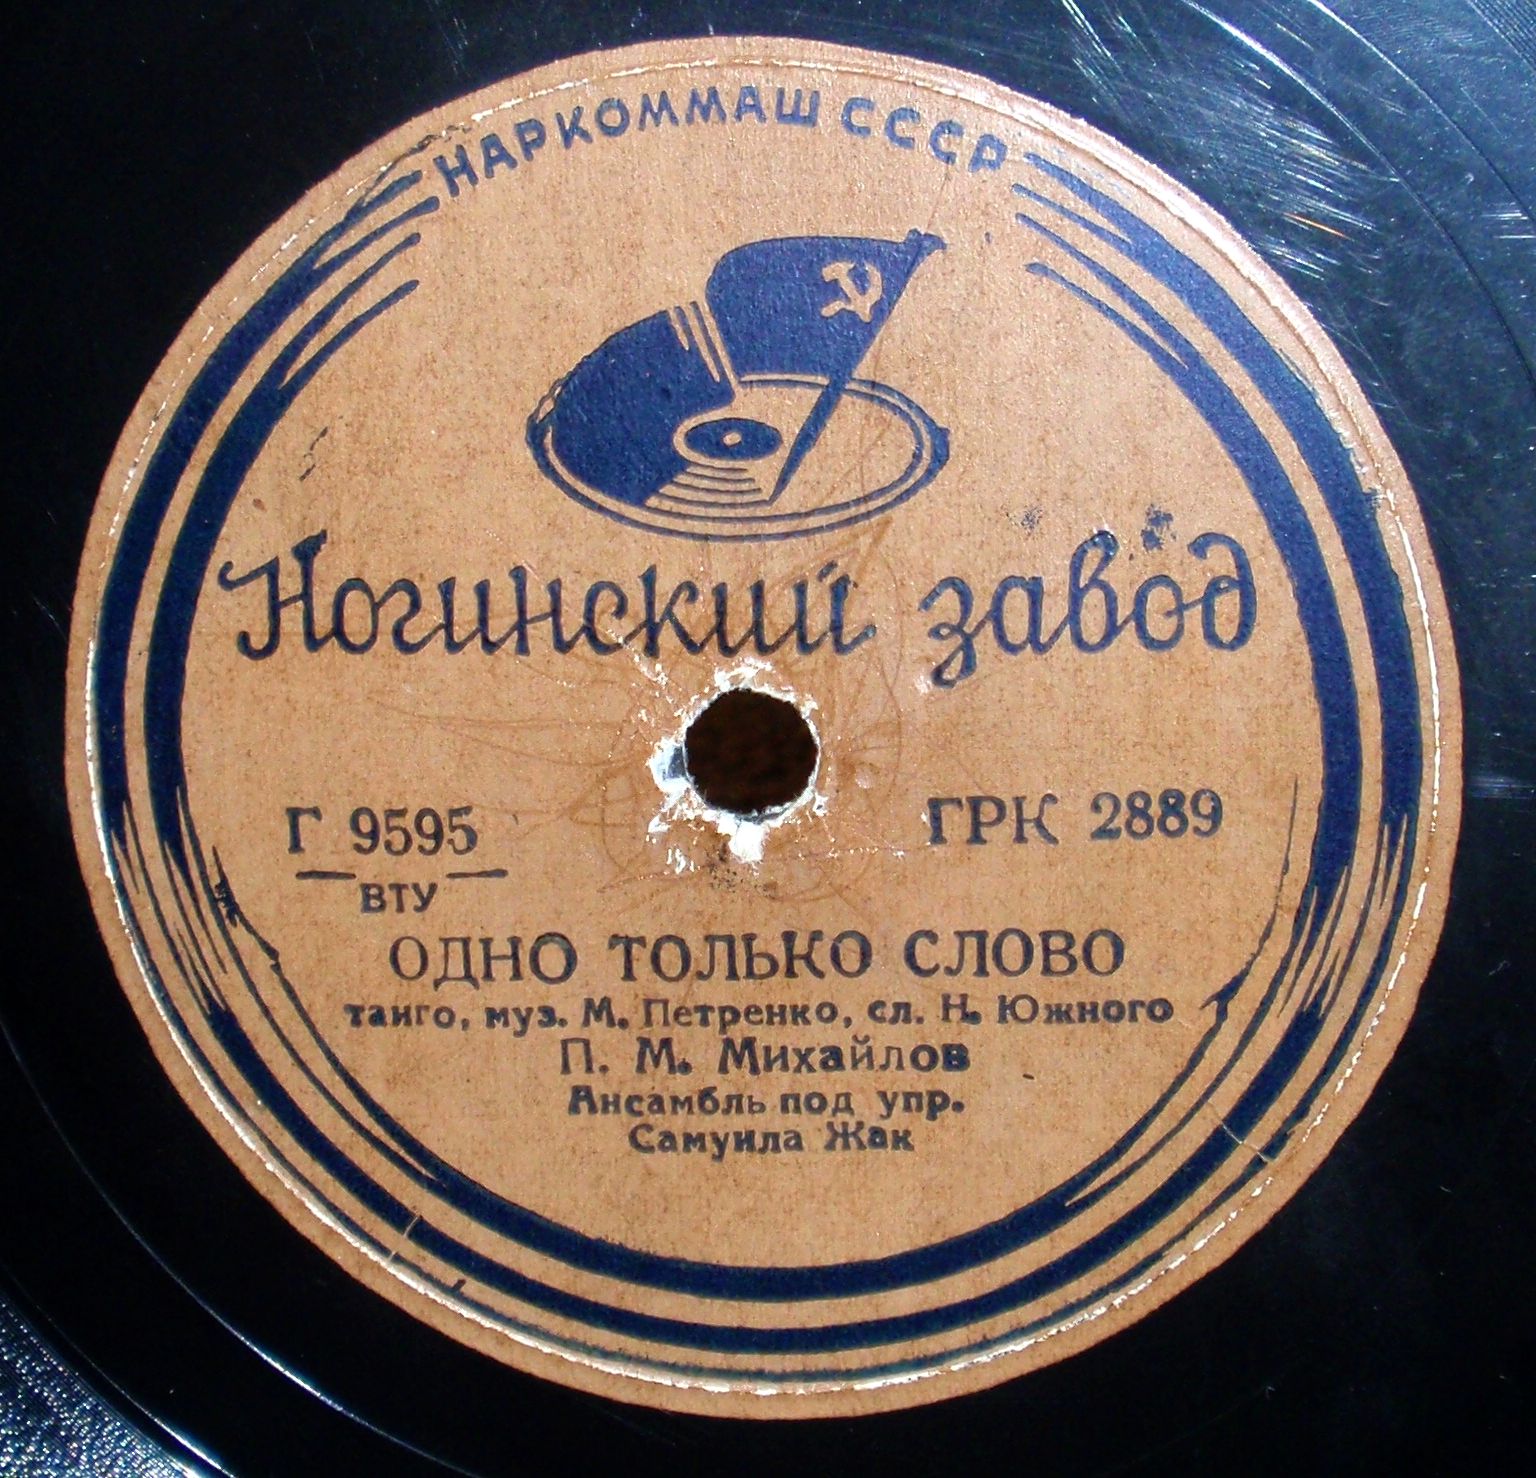 НАРКОММАШ СССР
Ногинский завод
Г 9595 ГРК 2889
ВТУ
ОДНО ТОЛЬКО СЛОВО
танго, муз. М. Петренко, сл. Н. Южного
П. М. Михайлов
Ансамбль под упр.
Самуила Жак